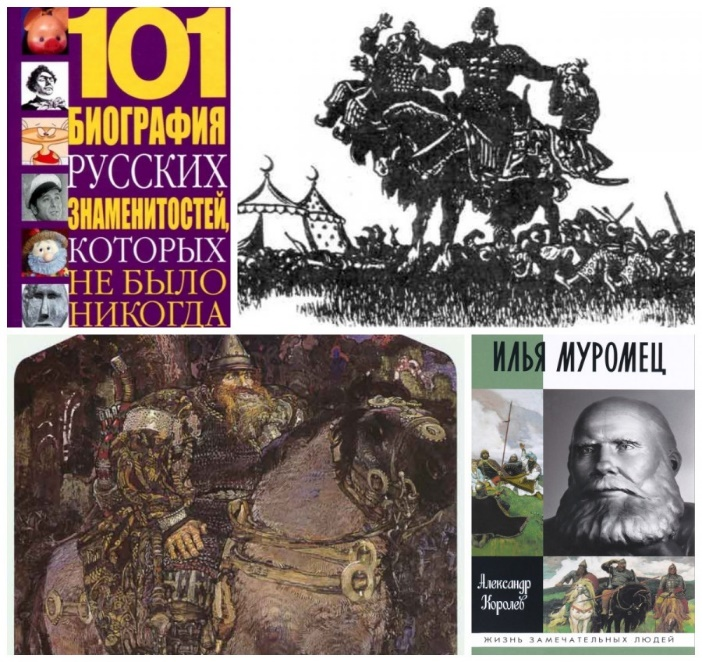 101
БИОГРАФИЯ
РУССКИХ
ЗНАМЕНИТОСТЕЙ,
КОТОРЫХ
НЕ БЫЛО
НИКОГДА
ИЛЬЯ МУРОМЕЦ
Александр
Королев
ЖИЗНЬ ЗАМЕЧАТЕЛЬНЫХ ЛЮДЕЙ